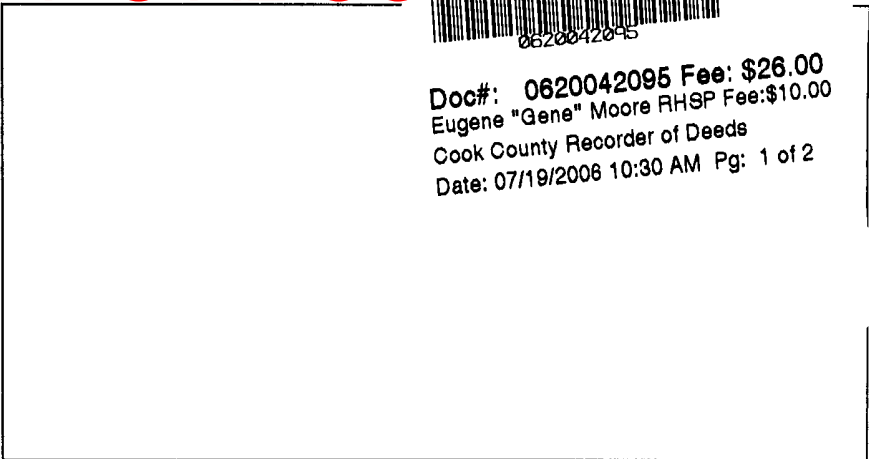 0620042095
Doc#: 0620042095 Fee: $26.00
Eugene "Gene" Moore RHSP Fee:$10.00
Cook County Recorder of Deeds
Date: 07/19/2006 10:30 AM Pg: 1 of 2